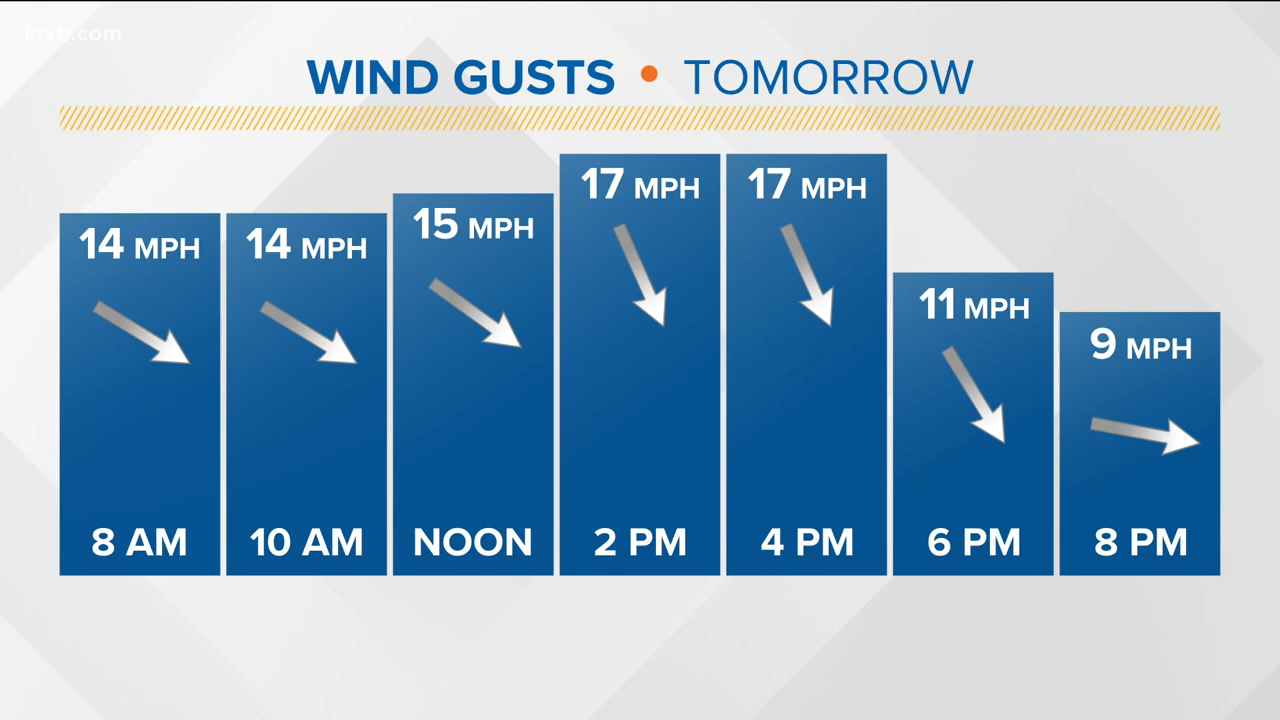 ktvb.com
WIND GUSTS • TOMORROW
14 MPH
14 MPH
15 MPH
17 MPH
17 MPH
11 MPH
9 MPH
8 AM
10 AM
NOON
2 PM
4 PM
6 PM
8 PM